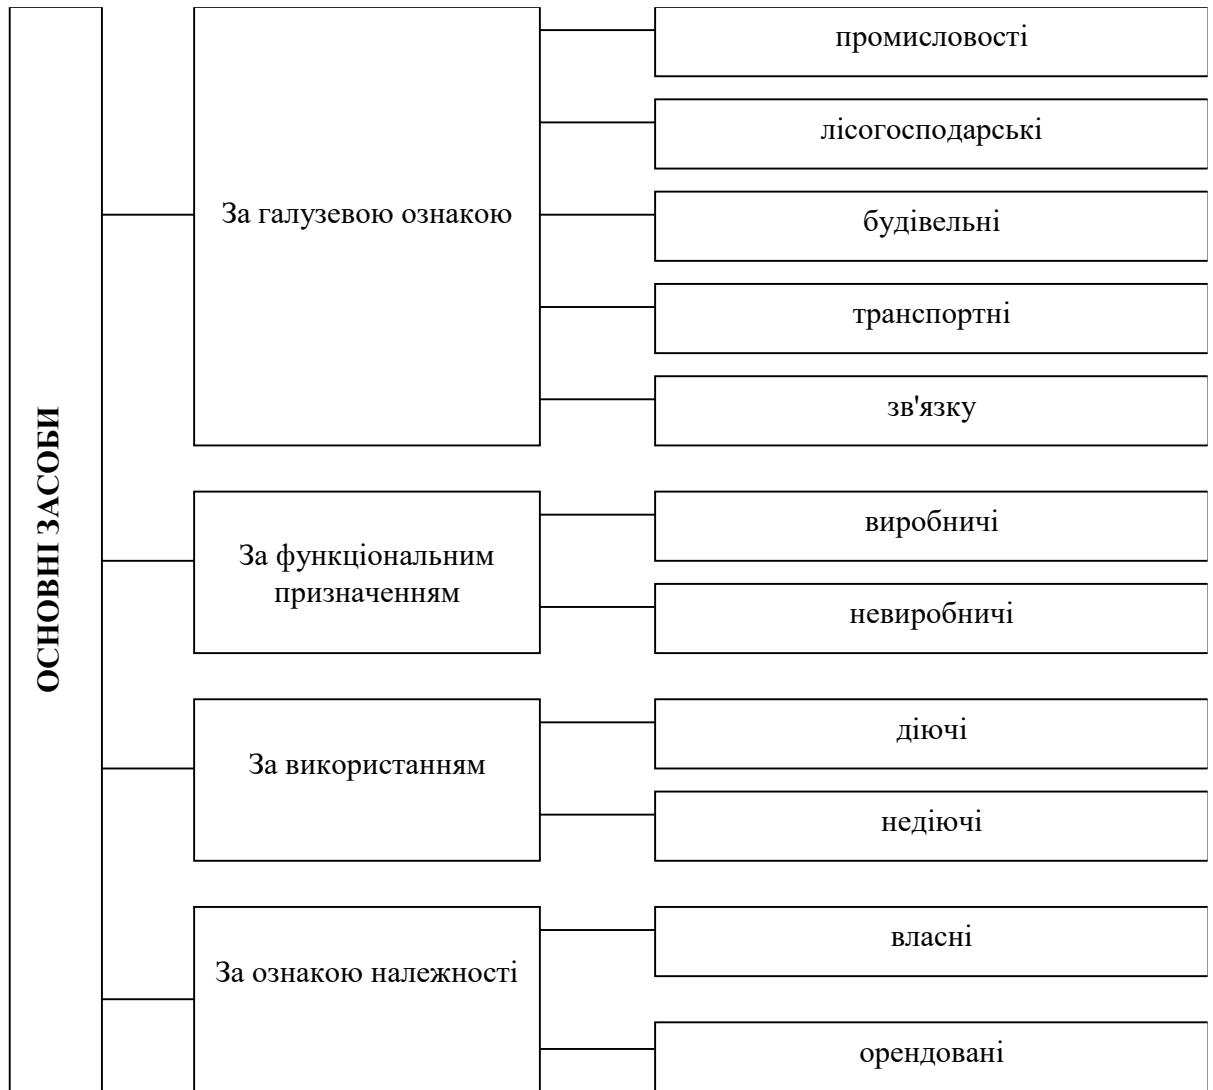 ОСНОВНІ ЗАСОБИ
За галузевою ознакою
промисловості
лісогосподарські
будівельні
транспортні
зв'язку
За функціональним
призначенням
виробничі
невиробничі
За використанням
діючі
недіючі
За ознакою належності
власні
орендовані